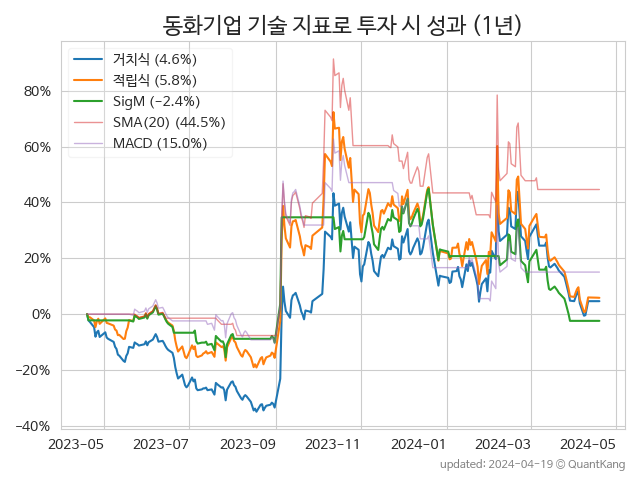 동화기업 기술 지표로 투자 시 성과 (1년)
거치식 (4.6%)
적립식 (5.8%)
SigM (−2.4%)
SMA(20) (44.5%)
MACD (15.0%)
80%
60%
40%
20%
0%
−20%
−40%
2023-05 2023-07 2023-09 2023-11 2024-01 2024-03 2024-05
updated: 2024-04-19 © QuantKang